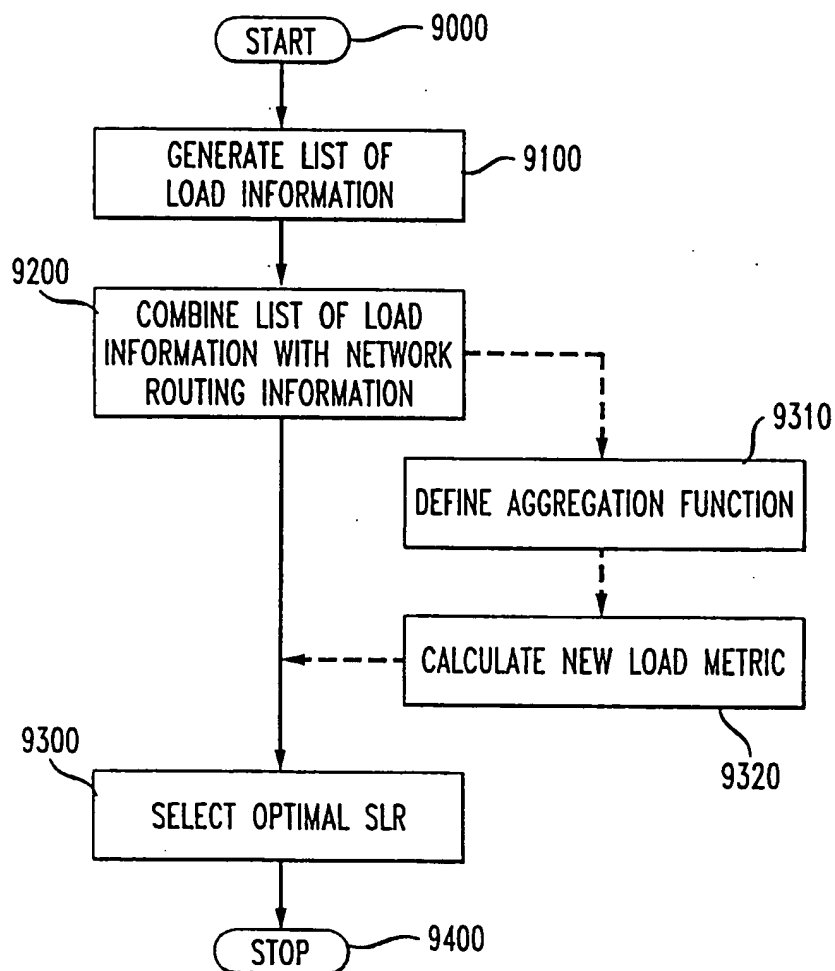 START
9000
GENERATE LIST OF
LOAD INFORMATION
9100
9200
COMBINE LIST OF LOAD
INFORMATION WITH NETWORK
ROUTING INFORMATION
9310
DEFINE AGGREGATION FUNCTION
CALCULATE NEW LOAD METRIC
9320
9300
SELECT OPTIMAL SLR
STOP
9400